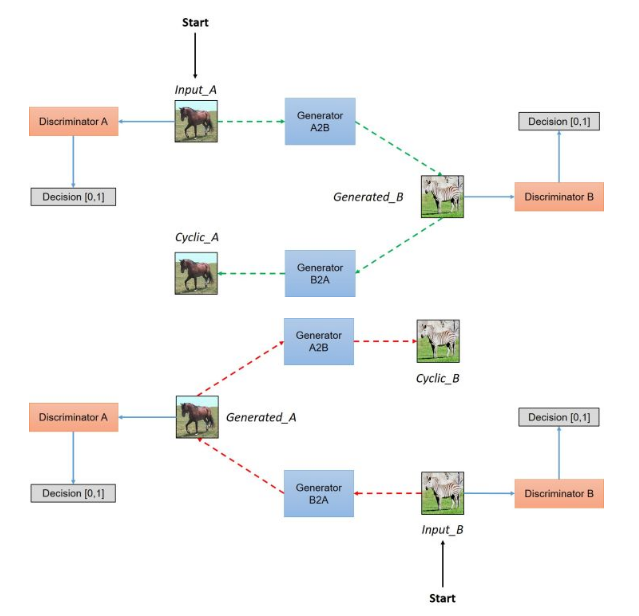 Start
Input_A
Discriminator A
Generator
A2B
Decision [0,1]
Decision [0,1]
Generated_B
Discriminator B
Cyclic_A
Generator
B2A
Generator
A2B
Cyclic_B
Discriminator A
Generated_A
Decision [0,1]
Decision [0,1]
Generator
B2A
Discriminator B
Input_B
Start